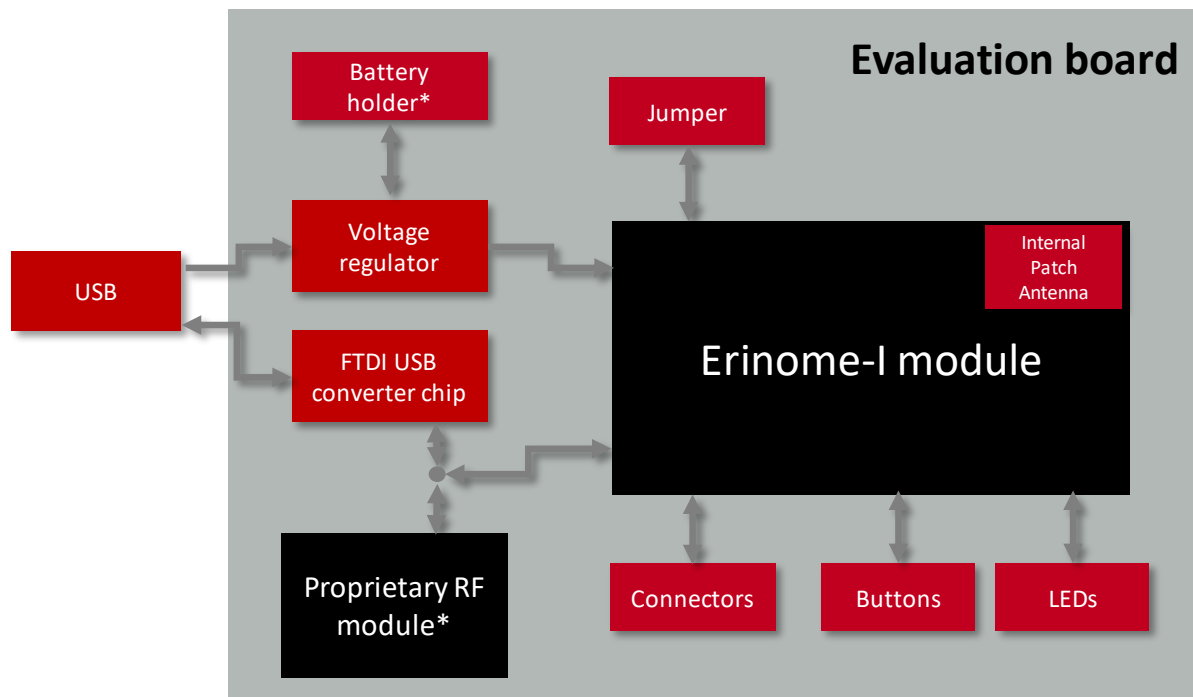 Evaluation board
Battery
holder*
Jumper
Voltage
regulator
Internal
Patch
Antenna
USB
Erinome-I module
FTDI USB
converter chip
Proprietary RF
module*
Connectors
Buttons
LEDs